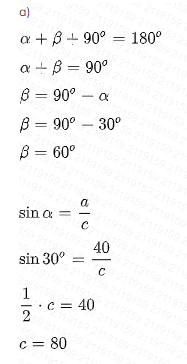 a)
α + β + 90° = 180°
α + β = 90°
β = 90° − α
β = 90° − 30°
β = 60°
sin α = a/c
sin 30° = 40/c
1/2 · c = 40
c = 80